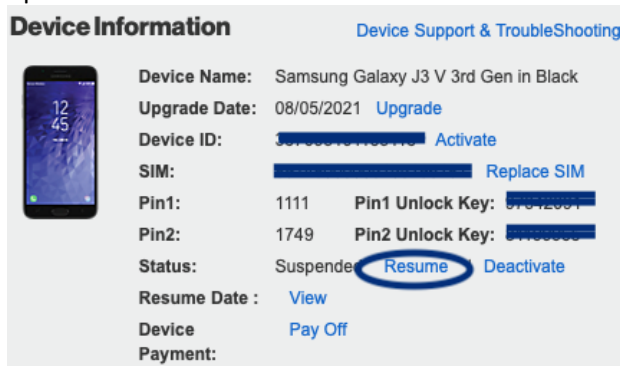 Device Information Device Support & TroubleShooting
Device Name: Samsung Galaxy J3 V 3rd Gen in Black
Upgrade Date: 08/05/2021 Upgrade
12
45
Device ID: Activate
SIM: Replace SIM
Pin1: 1111 Pin1 Unlock Key:
Pin2: 1749 Pin2 Unlock Key:
Status: Suspended Resume Deactivate
Resume Date : View
Device Pay Off
Payment: